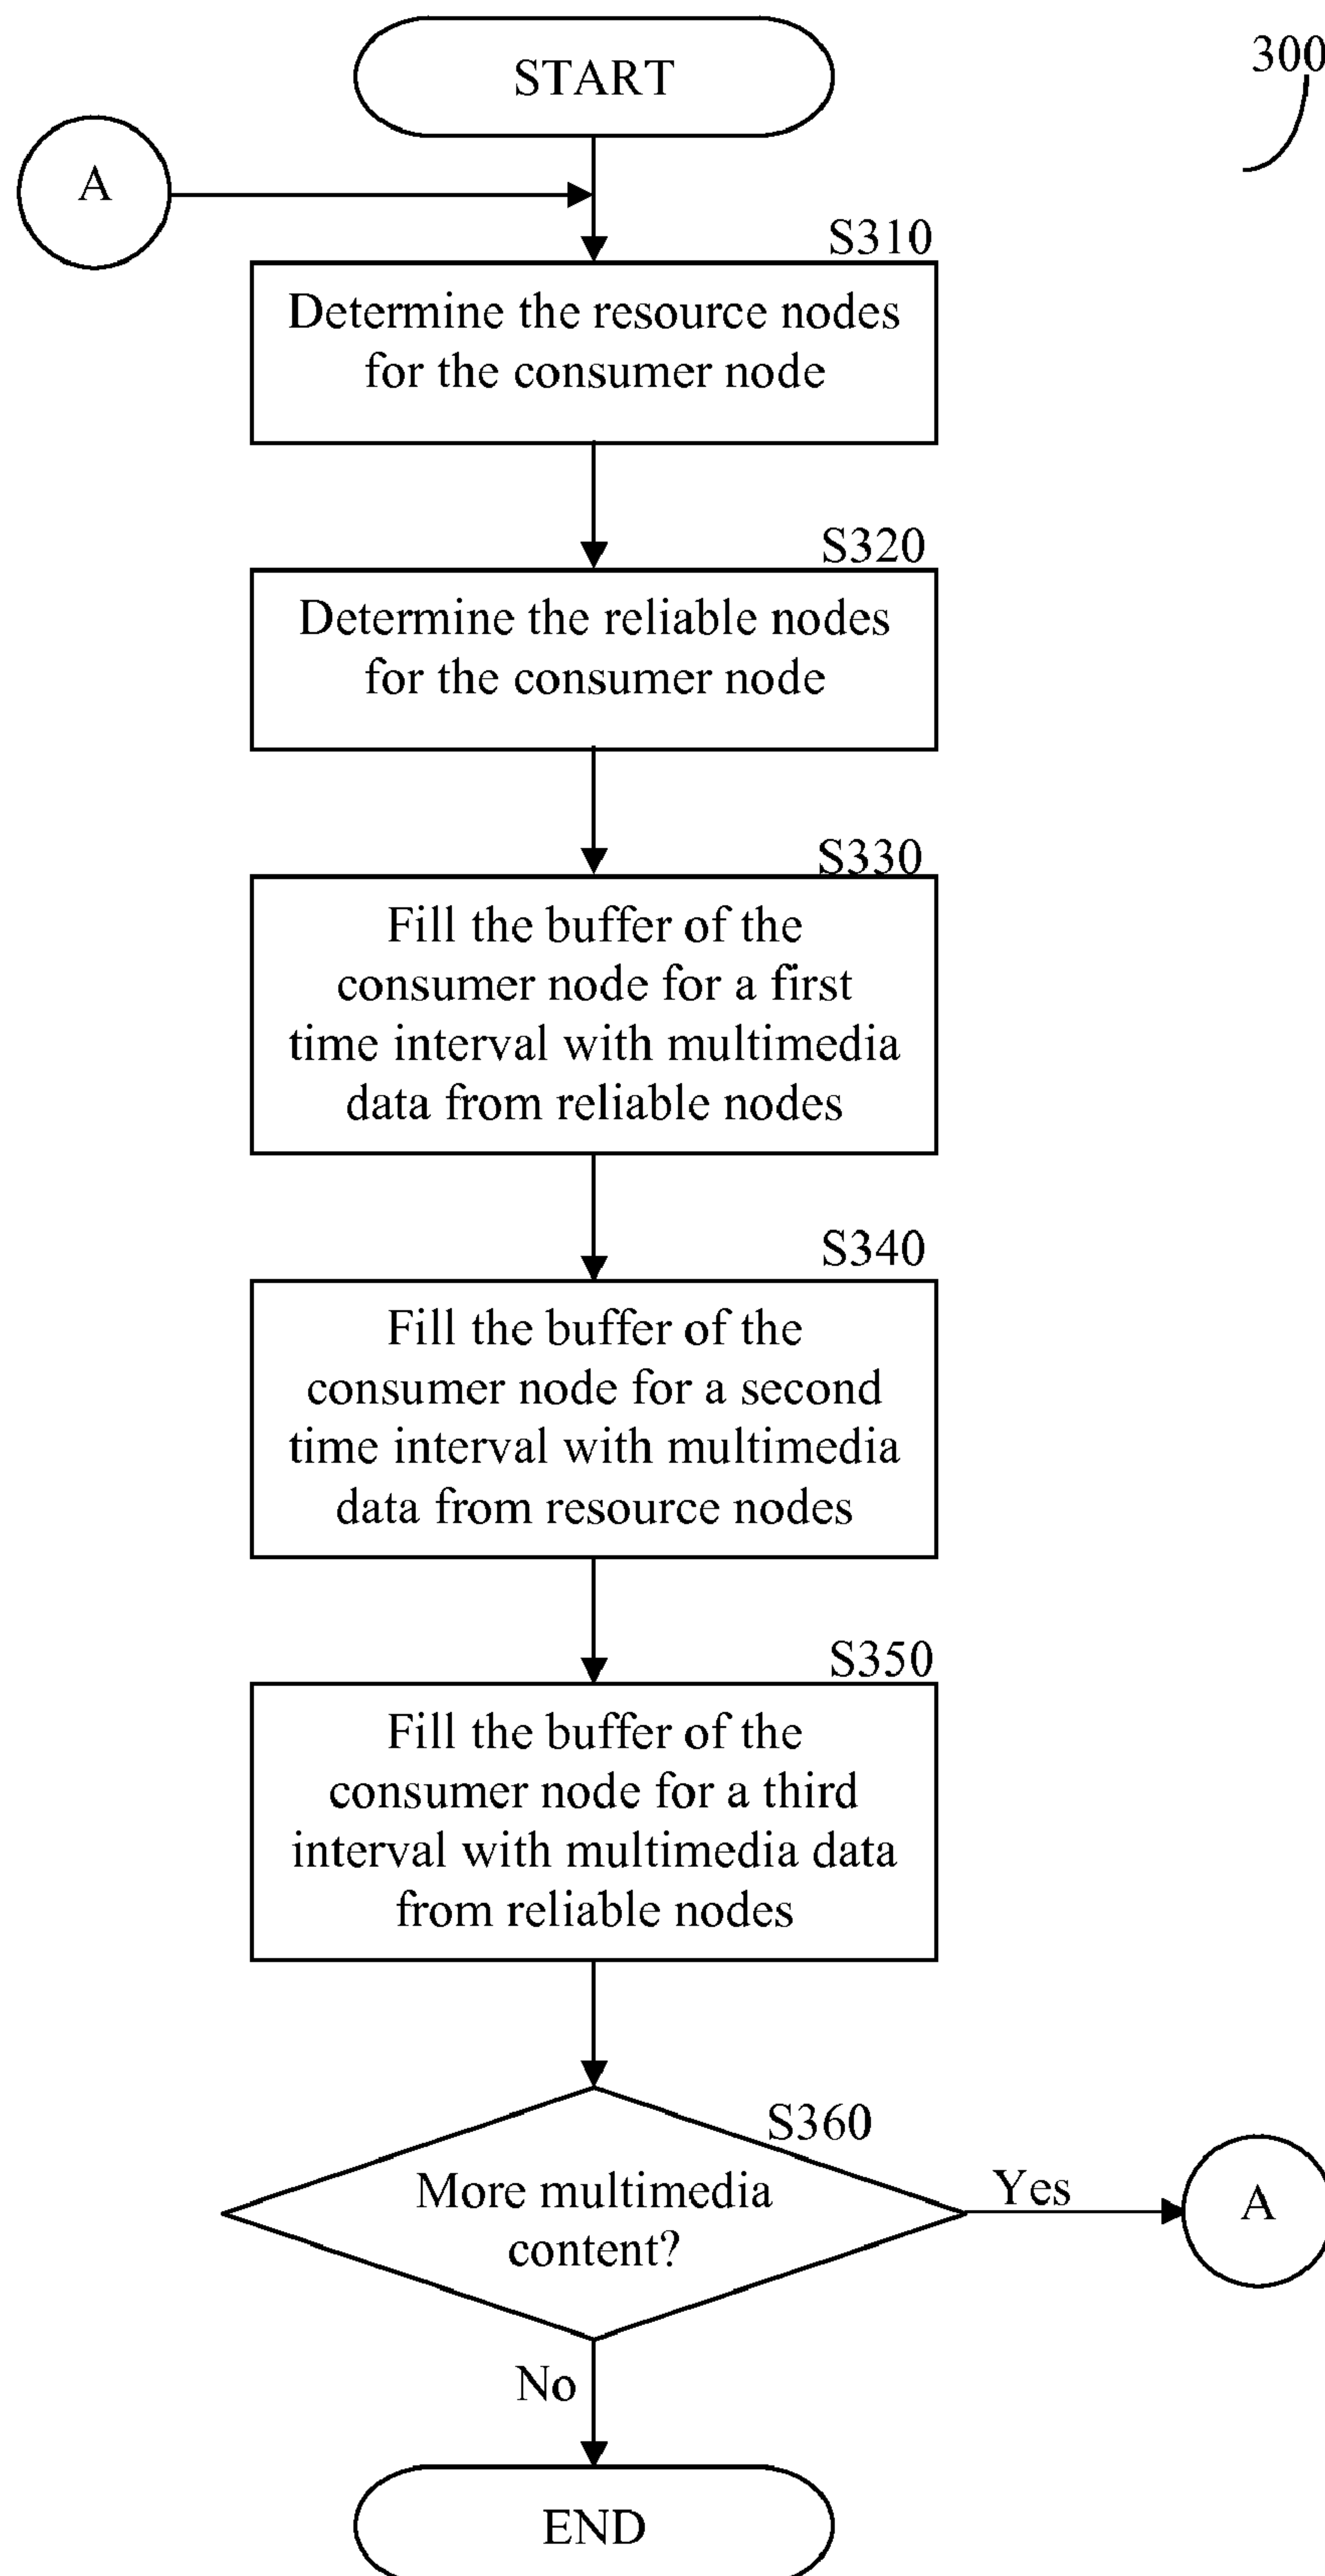 START
300
A
S310
Determine the resource nodes
for the consumer node
S320
Determine the reliable nodes
for the consumer node
S330
Fill the buffer of the
consumer node for a first
time interval with multimedia
data from reliable nodes
S340
Fill the buffer of the
consumer node for a second
time interval with multimedia
data from resource nodes
S350
Fill the buffer of the
consumer node for a third
interval with multimedia data
from reliable nodes
S360
More multimedia
content?
Yes
A
No
END